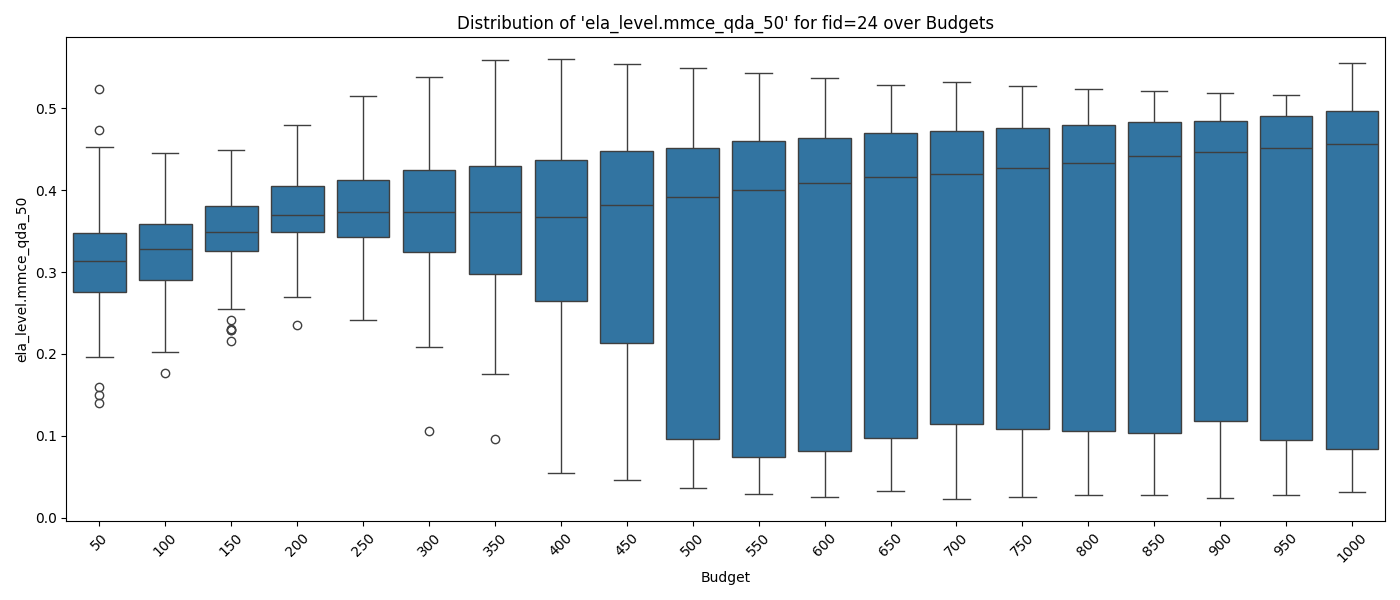 Distribution of 'ela_level.mmce_qda_50' for fid=24 over Budgets
ela_level.mmce_qda_50
0.5
0.4
0.3
0.2
0.1
0.0
50 100 150 200 250 300 350 400 450 500 550 600 650 700 750 800 850 900 950 1000
Budget